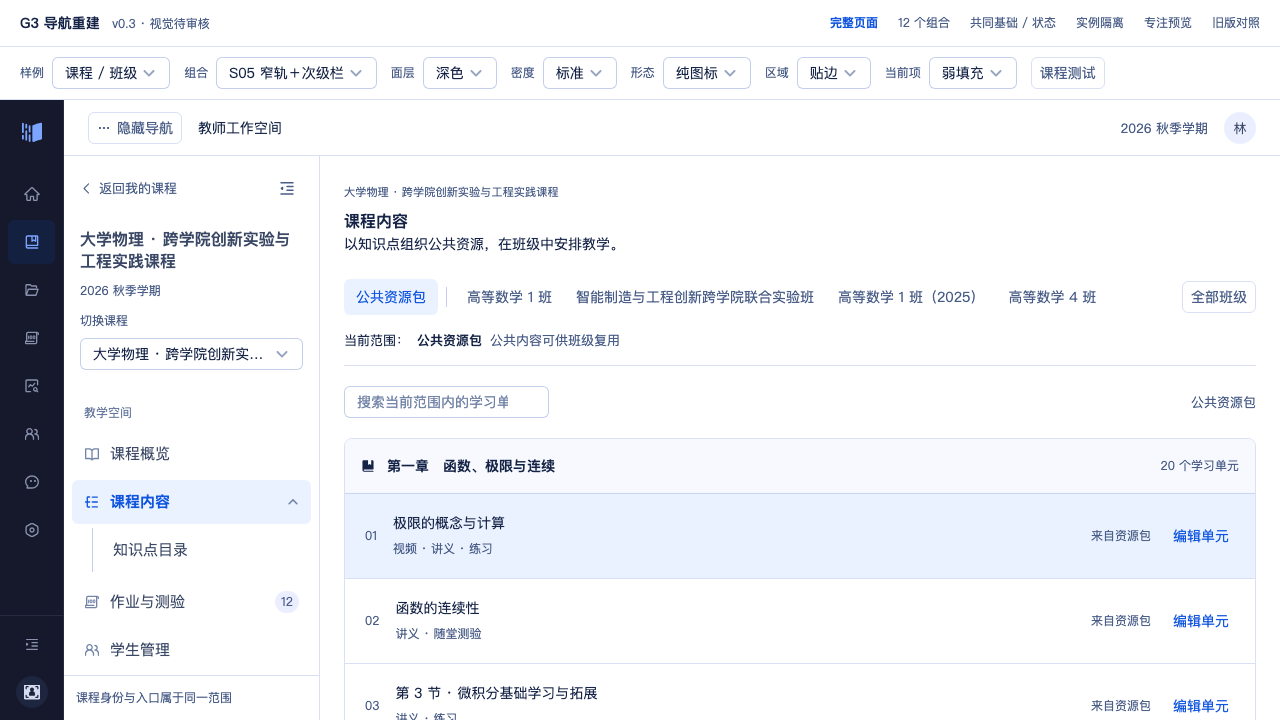 G3 导航重建 v0.3 · 视觉待审核
完整页面 12 个组合 共同基础 / 状态 实例隔离 专注预览 旧版对照
样例 课程 / 班级 组合 S05 窄轨＋次级栏 面层 深色 密度 标准 形态 纯图标 区域 贴边 当前项 弱填充 课程测试
··· 隐藏导航 教师工作空间
2026 秋季学期 林
返回我的课程
大学物理 · 跨学院创新实验与
工程实践课程
2026 秋季学期
切换课程
大学物理 · 跨学院创新实...
教学空间
课程概览
课程内容
知识点目录
作业与测验 12
学生管理
课程身份与入口属于同一范围
大学物理 · 跨学院创新实验与工程实践课程
课程内容
以知识点组织公共资源，在班级中安排教学。
公共资源包 高等数学 1 班 智能制造与工程创新跨学院联合实验班 高等数学 1 班（2025） 高等数学 4 班 全部班级
当前范围： 公共资源包 公共内容可供班级复用
搜索当前范围内的学习单
公共资源包
第一章 函数、极限与连续 20 个学习单元
01 极限的概念与计算
视频 · 讲义 · 练习
来自资源包 编辑单元
02 函数的连续性
讲义 · 随堂测验
来自资源包 编辑单元
03 第 3 节 · 微积分基础学习与拓展
讲义 · 练习
来自资源包 编辑单元